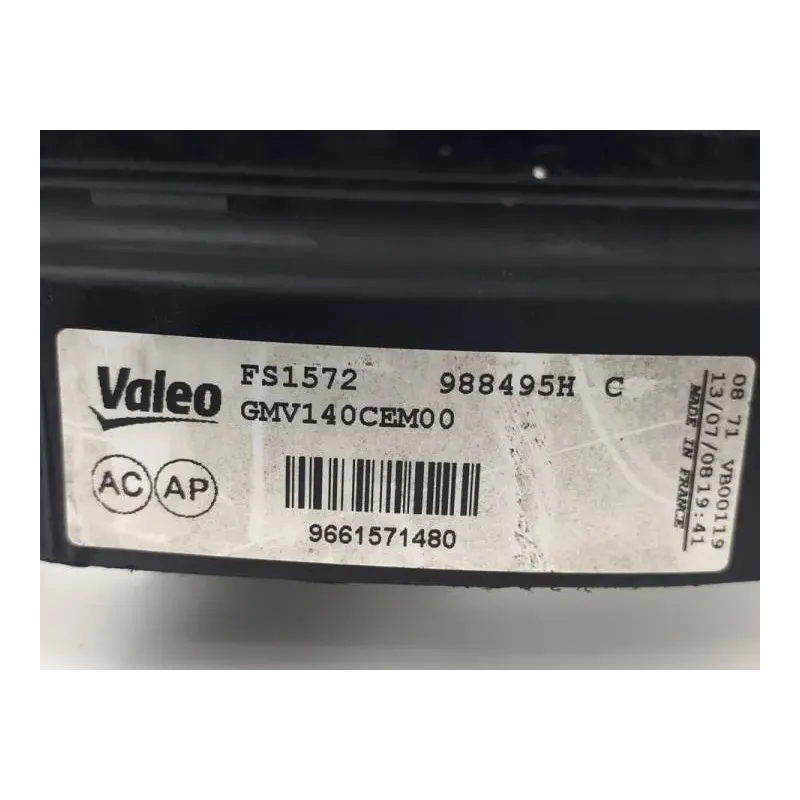 Valeo
FS1572 988495H C
GMV140CEM00
AC AP
9661571480
08 71 VB00119
13/07/08 19:41
MADE IN FRANCE